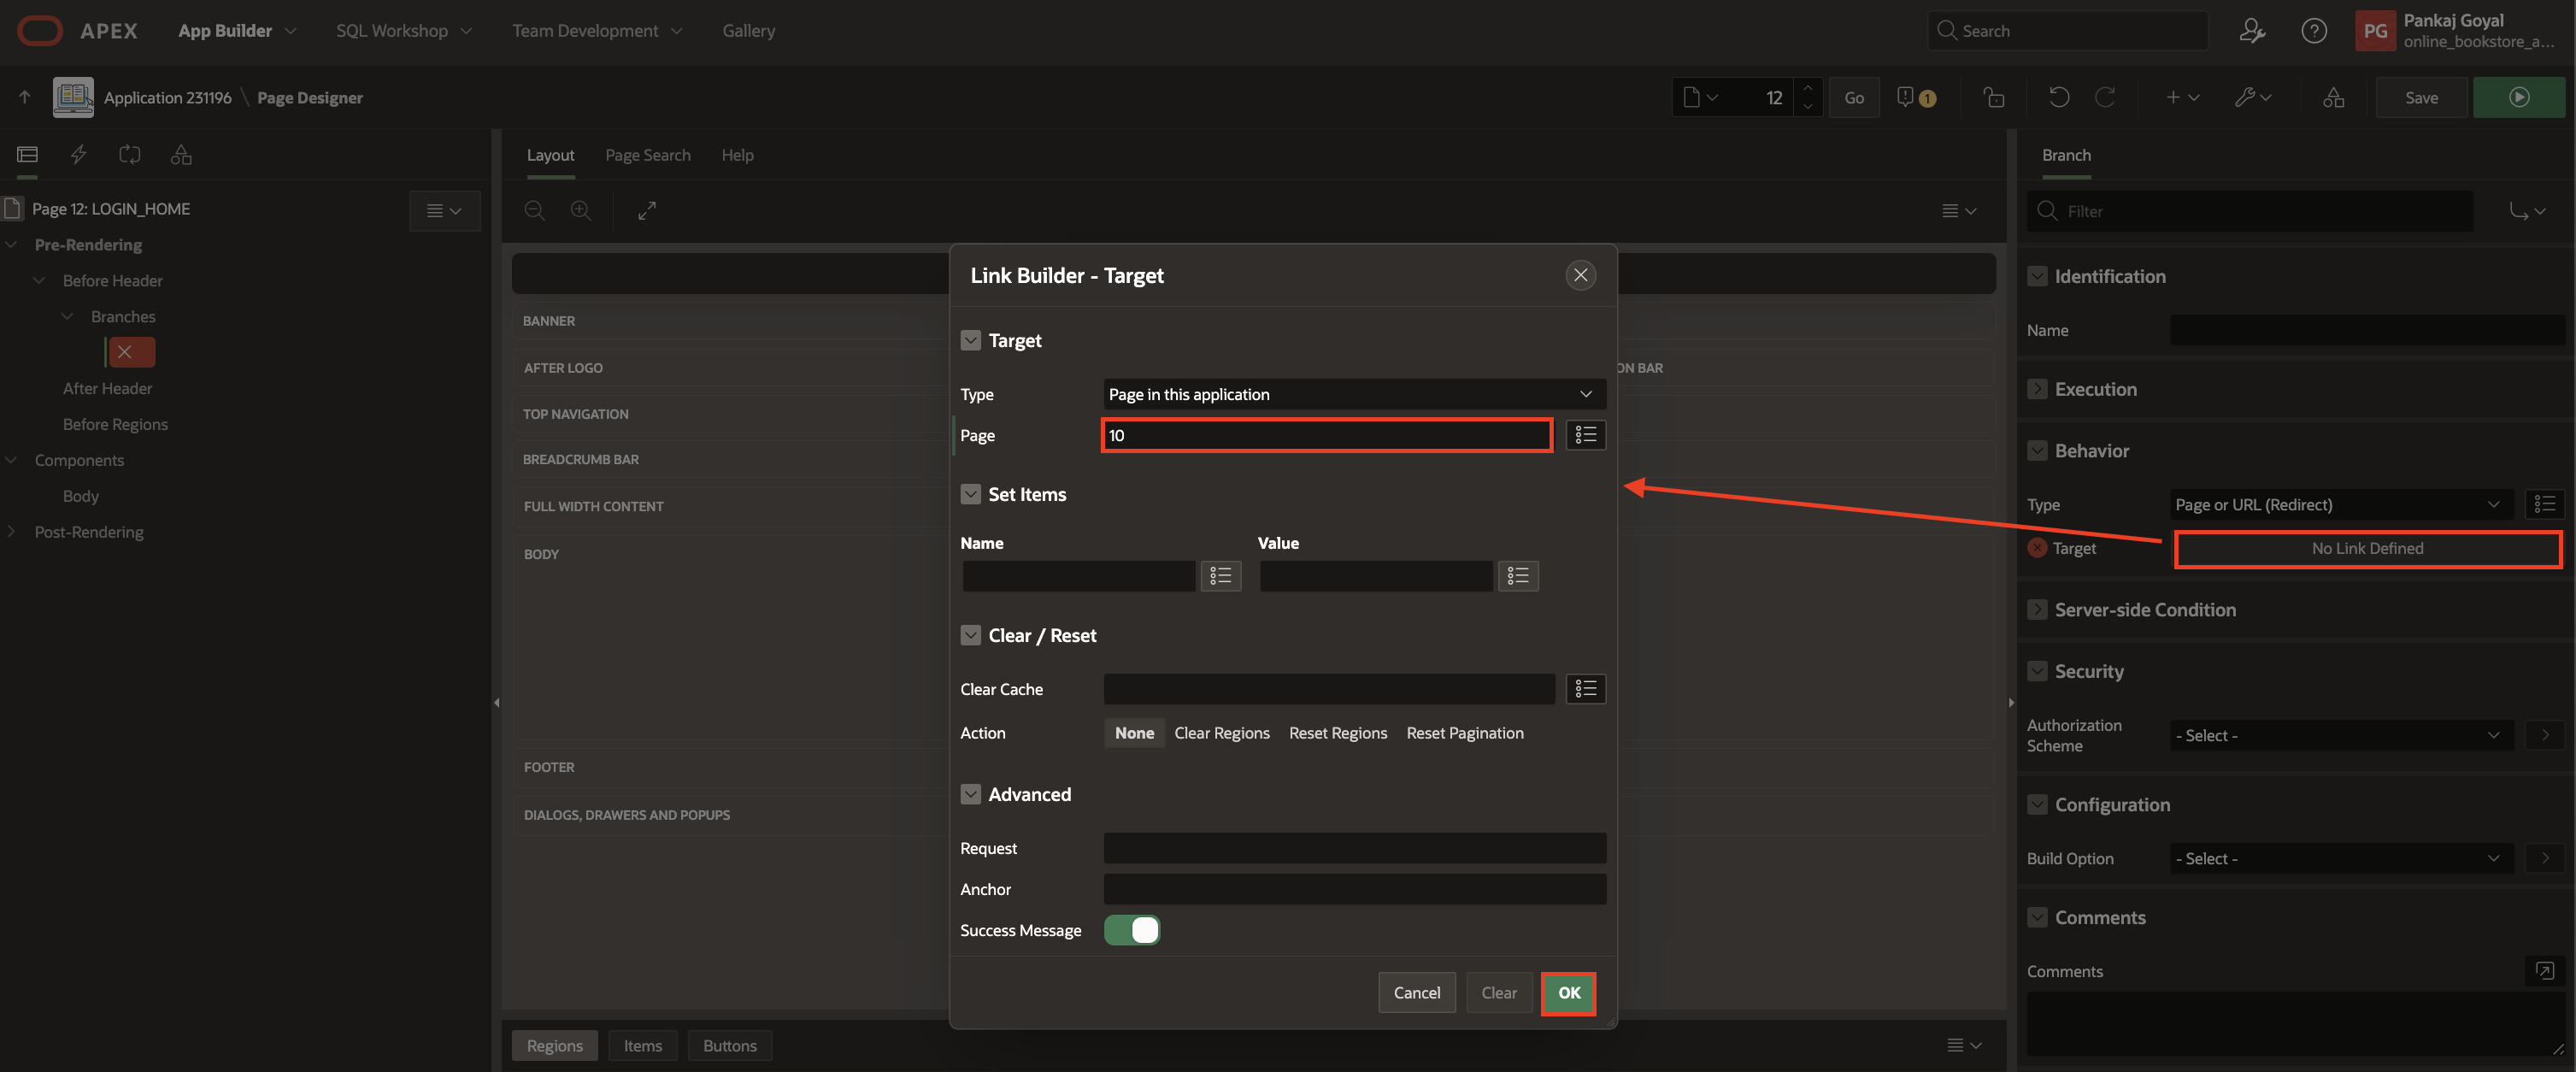 APEX App Builder SQL Workshop Team Development Gallery Search PG Pankaj Goyal
online_bookstore_a...
Application 231196 \ Page Designer 12 Go 1 Save
Layout Page Search Help
Branch
Page 12: LOGIN_HOME
Filter
Pre-Rendering
Before Header
Branches
After Header
Before Regions
Components
Body
Post-Rendering
BANNER
AFTER LOGO
ON BAR
TOP NAVIGATION
BREADCRUMB BAR
FULL WIDTH CONTENT
BODY
FOOTER
DIALOGS, DRAWERS AND POPUPS
Regions Items Buttons
Link Builder - Target
Target
Type Page in this application
Page 10
Set Items
Name Value
Clear / Reset
Clear Cache
Action None Clear Regions Reset Regions Reset Pagination
Advanced
Request
Anchor
Success Message
Cancel Clear OK
Identification
Name
Execution
Behavior
Type Page or URL (Redirect)
Target No Link Defined
Server-side Condition
Security
Authorization
Scheme - Select -
Configuration
Build Option - Select -
Comments
Comments